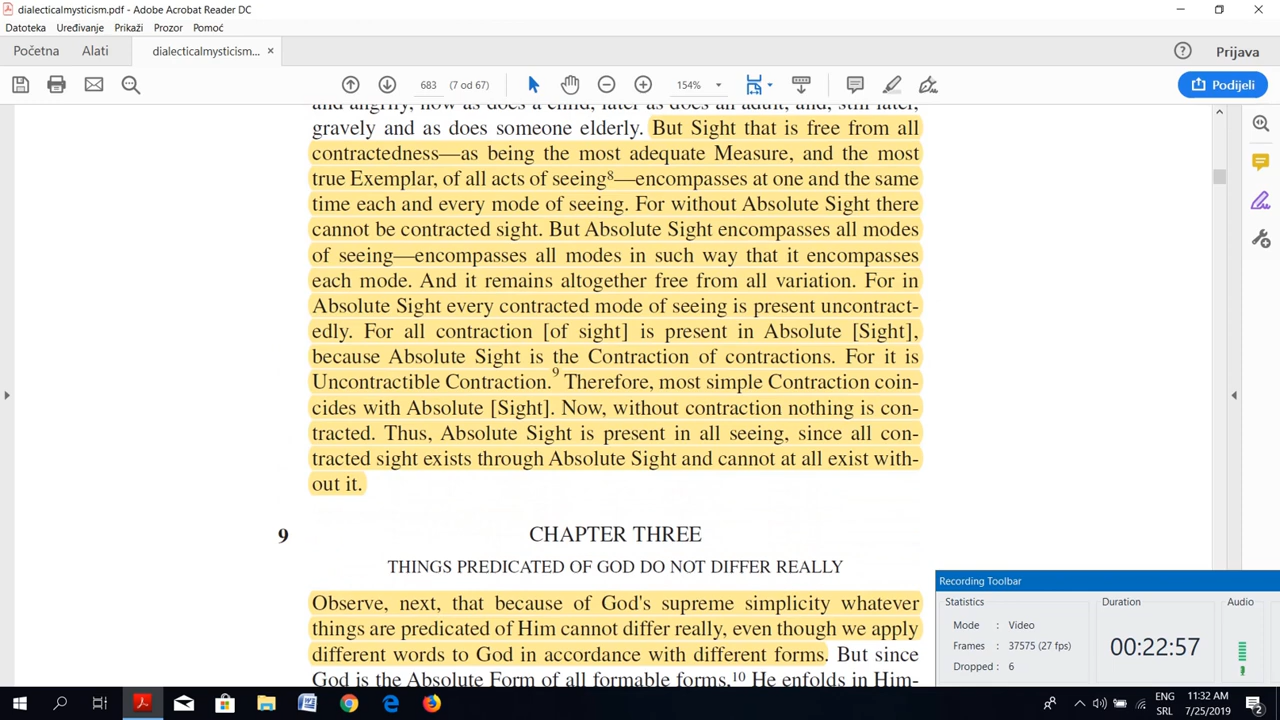 dialecticalmysticism.pdf - Adobe Acrobat Reader DC
Datoteka Uređivanje Prikaži Prozor Pomoć
Početna Alati dialecticalmysticism... × Prijava
683 (7 od 67) 154% Podijeli
and angrily, now as does a child, later as does an adult, and, still later,
gravely and as does someone elderly. But Sight that is free from all
contractedness—as being the most adequate Measure, and the most
true Exemplar, of all acts of seeing⁸—encompasses at one and the same
time each and every mode of seeing. For without Absolute Sight there
cannot be contracted sight. But Absolute Sight encompasses all modes
of seeing—encompasses all modes in such way that it encompasses
each mode. And it remains altogether free from all variation. For in
Absolute Sight every contracted mode of seeing is present uncontract-
edly. For all contraction [of sight] is present in Absolute [Sight],
because Absolute Sight is the Contraction of contractions. For it is
Uncontractible Contraction.⁹ Therefore, most simple Contraction coin-
cides with Absolute [Sight]. Now, without contraction nothing is con-
tracted. Thus, Absolute Sight is present in all seeing, since all con-
tracted sight exists through Absolute Sight and cannot at all exist with-
out it.
9 CHAPTER THREE
THINGS PREDICATED OF GOD DO NOT DIFFER REALLY
Observe, next, that because of God's supreme simplicity whatever
things are predicated of Him cannot differ really, even though we apply
different words to God in accordance with different forms. But since
God is the Absolute Form of all formable forms,¹⁰ He enfolds in Him-
Recording Toolbar
Statistics Duration Audio
Mode : Video
Frames : 37575 (27 fps)
Dropped : 6
00:22:57
ENG 11:32 AM
SRL 7/25/2019
2